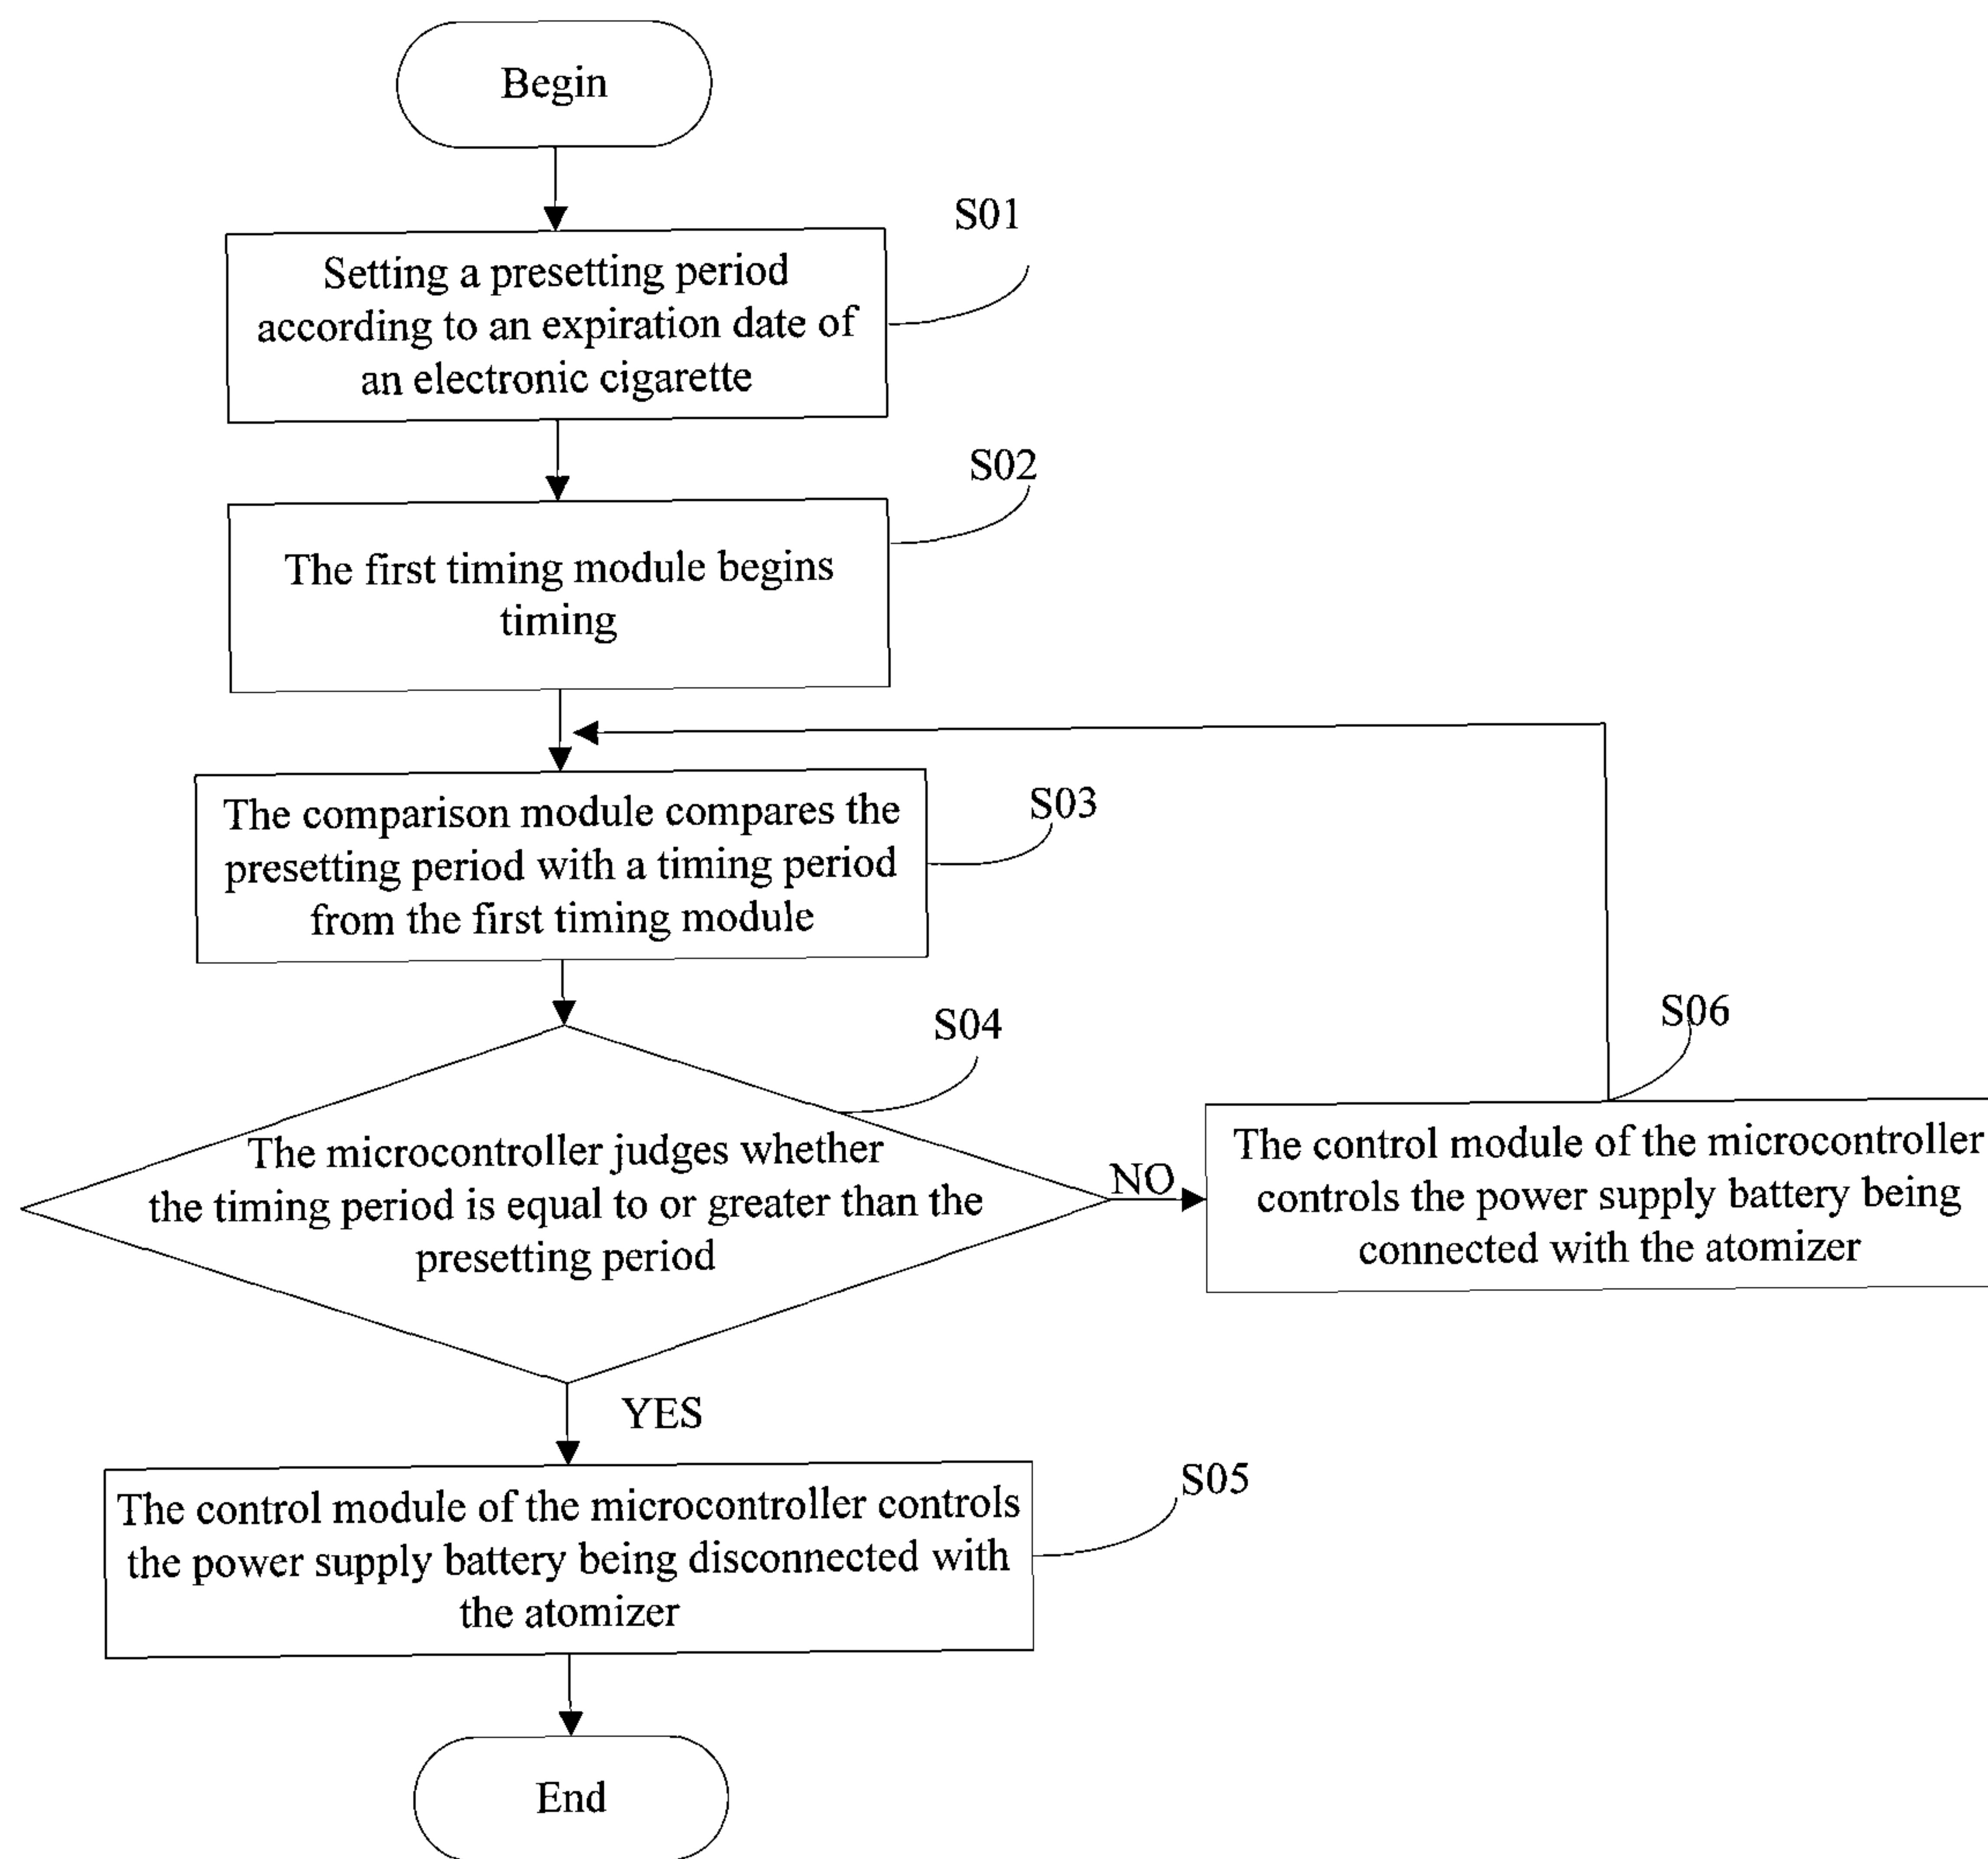 Begin
S01
Setting a presetting period
according to an expiration date of
an electronic cigarette
S02
The first timing module begins
timing
S03
The comparison module compares the
presetting period with a timing period
from the first timing module
S04
The microcontroller judges whether
the timing period is equal to or greater than the
presetting period
NO
S06
The control module of the microcontroller
controls the power supply battery being
connected with the atomizer
YES
S05
The control module of the microcontroller controls
the power supply battery being disconnected with
the atomizer
End